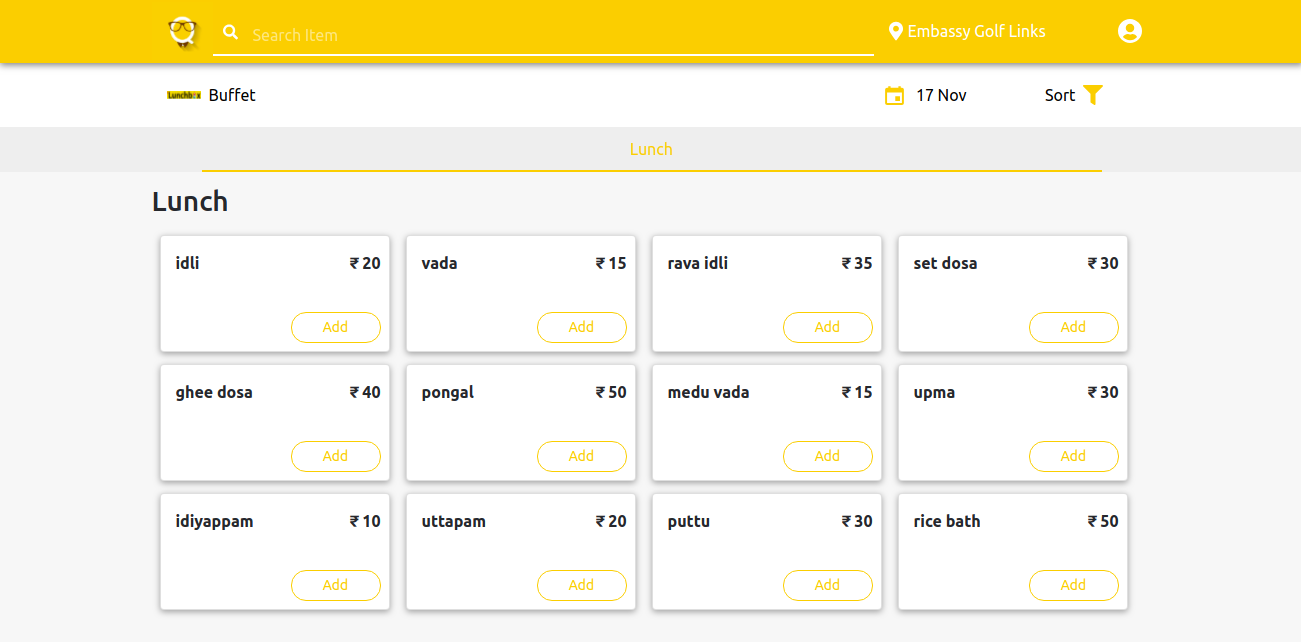 Search Item
Embassy Golf Links
Lunchbox Buffet
17 Nov
Sort
Lunch
Lunch
idli ₹ 20
vada ₹ 15
rava idli ₹ 35
set dosa ₹ 30
Add
Add
Add
Add
ghee dosa ₹ 40
pongal ₹ 50
medu vada ₹ 15
upma ₹ 30
Add
Add
Add
Add
idiyappam ₹ 10
uttapam ₹ 20
puttu ₹ 30
rice bath ₹ 50
Add
Add
Add
Add